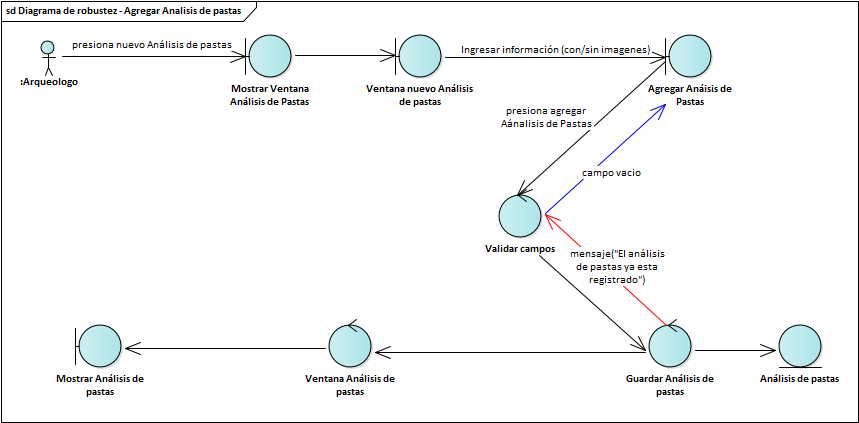 sd Diagrama de robustez - Agregar Analisis de pastas
presiona nuevo Análisis de pastas
Ingresar información (con/sin imagenes)
:Arqueologo
Mostrar Ventana
Análisis de Pastas
Ventana nuevo Análisis
de pastas
Agregar Anáisis de
Pastas
presiona agregar
Aánalisis de Pastas
campo vacio
Validar campos
mensaje("El análisis
de pastas ya esta
registrado")
Mostrar Análisis de
pastas
Ventana Análisis de
pastas
Guardar Análisis de
pastas
Análisis de pastas